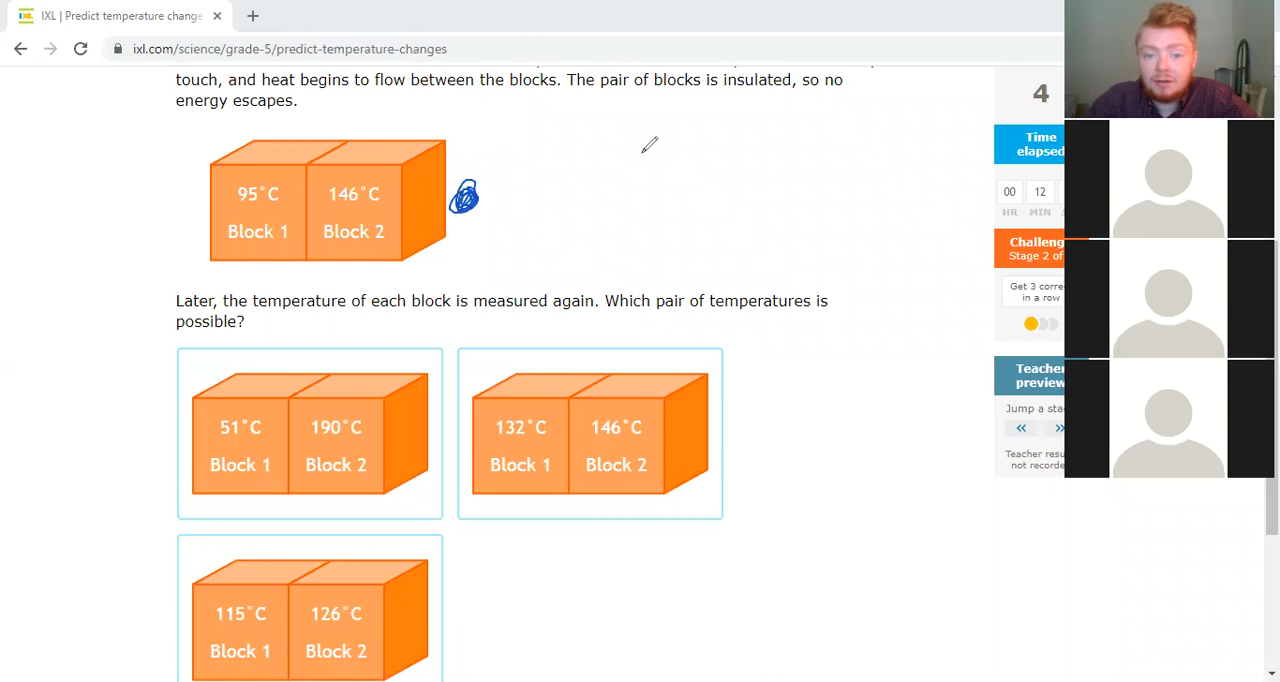 IXL | Predict temperature change
ixl.com/science/grade-5/predict-temperature-changes
touch, and heat begins to flow between the blocks. The pair of blocks is insulated, so no
energy escapes.
95°C 146°C
Block 1 Block 2
Later, the temperature of each block is measured again. Which pair of temperatures is
possible?
51°C 190°C
Block 1 Block 2
132°C 146°C
Block 1 Block 2
115°C 126°C
Block 1 Block 2
4
Time
elapsed
00 12
HR MIN
Challeng
Stage 2 of
Get 3 corre
in a row
Teacher
preview
Jump a sta
Teacher resu
not recorde